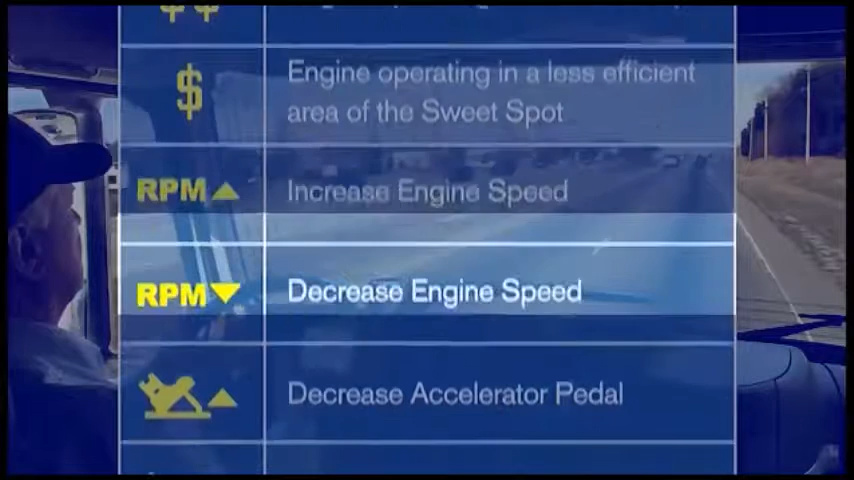 $ $
$
Engine operating in a less efficient
area of the Sweet Spot
RPM▲
Increase Engine Speed
RPM▼
Decrease Engine Speed
▲
Decrease Accelerator Pedal